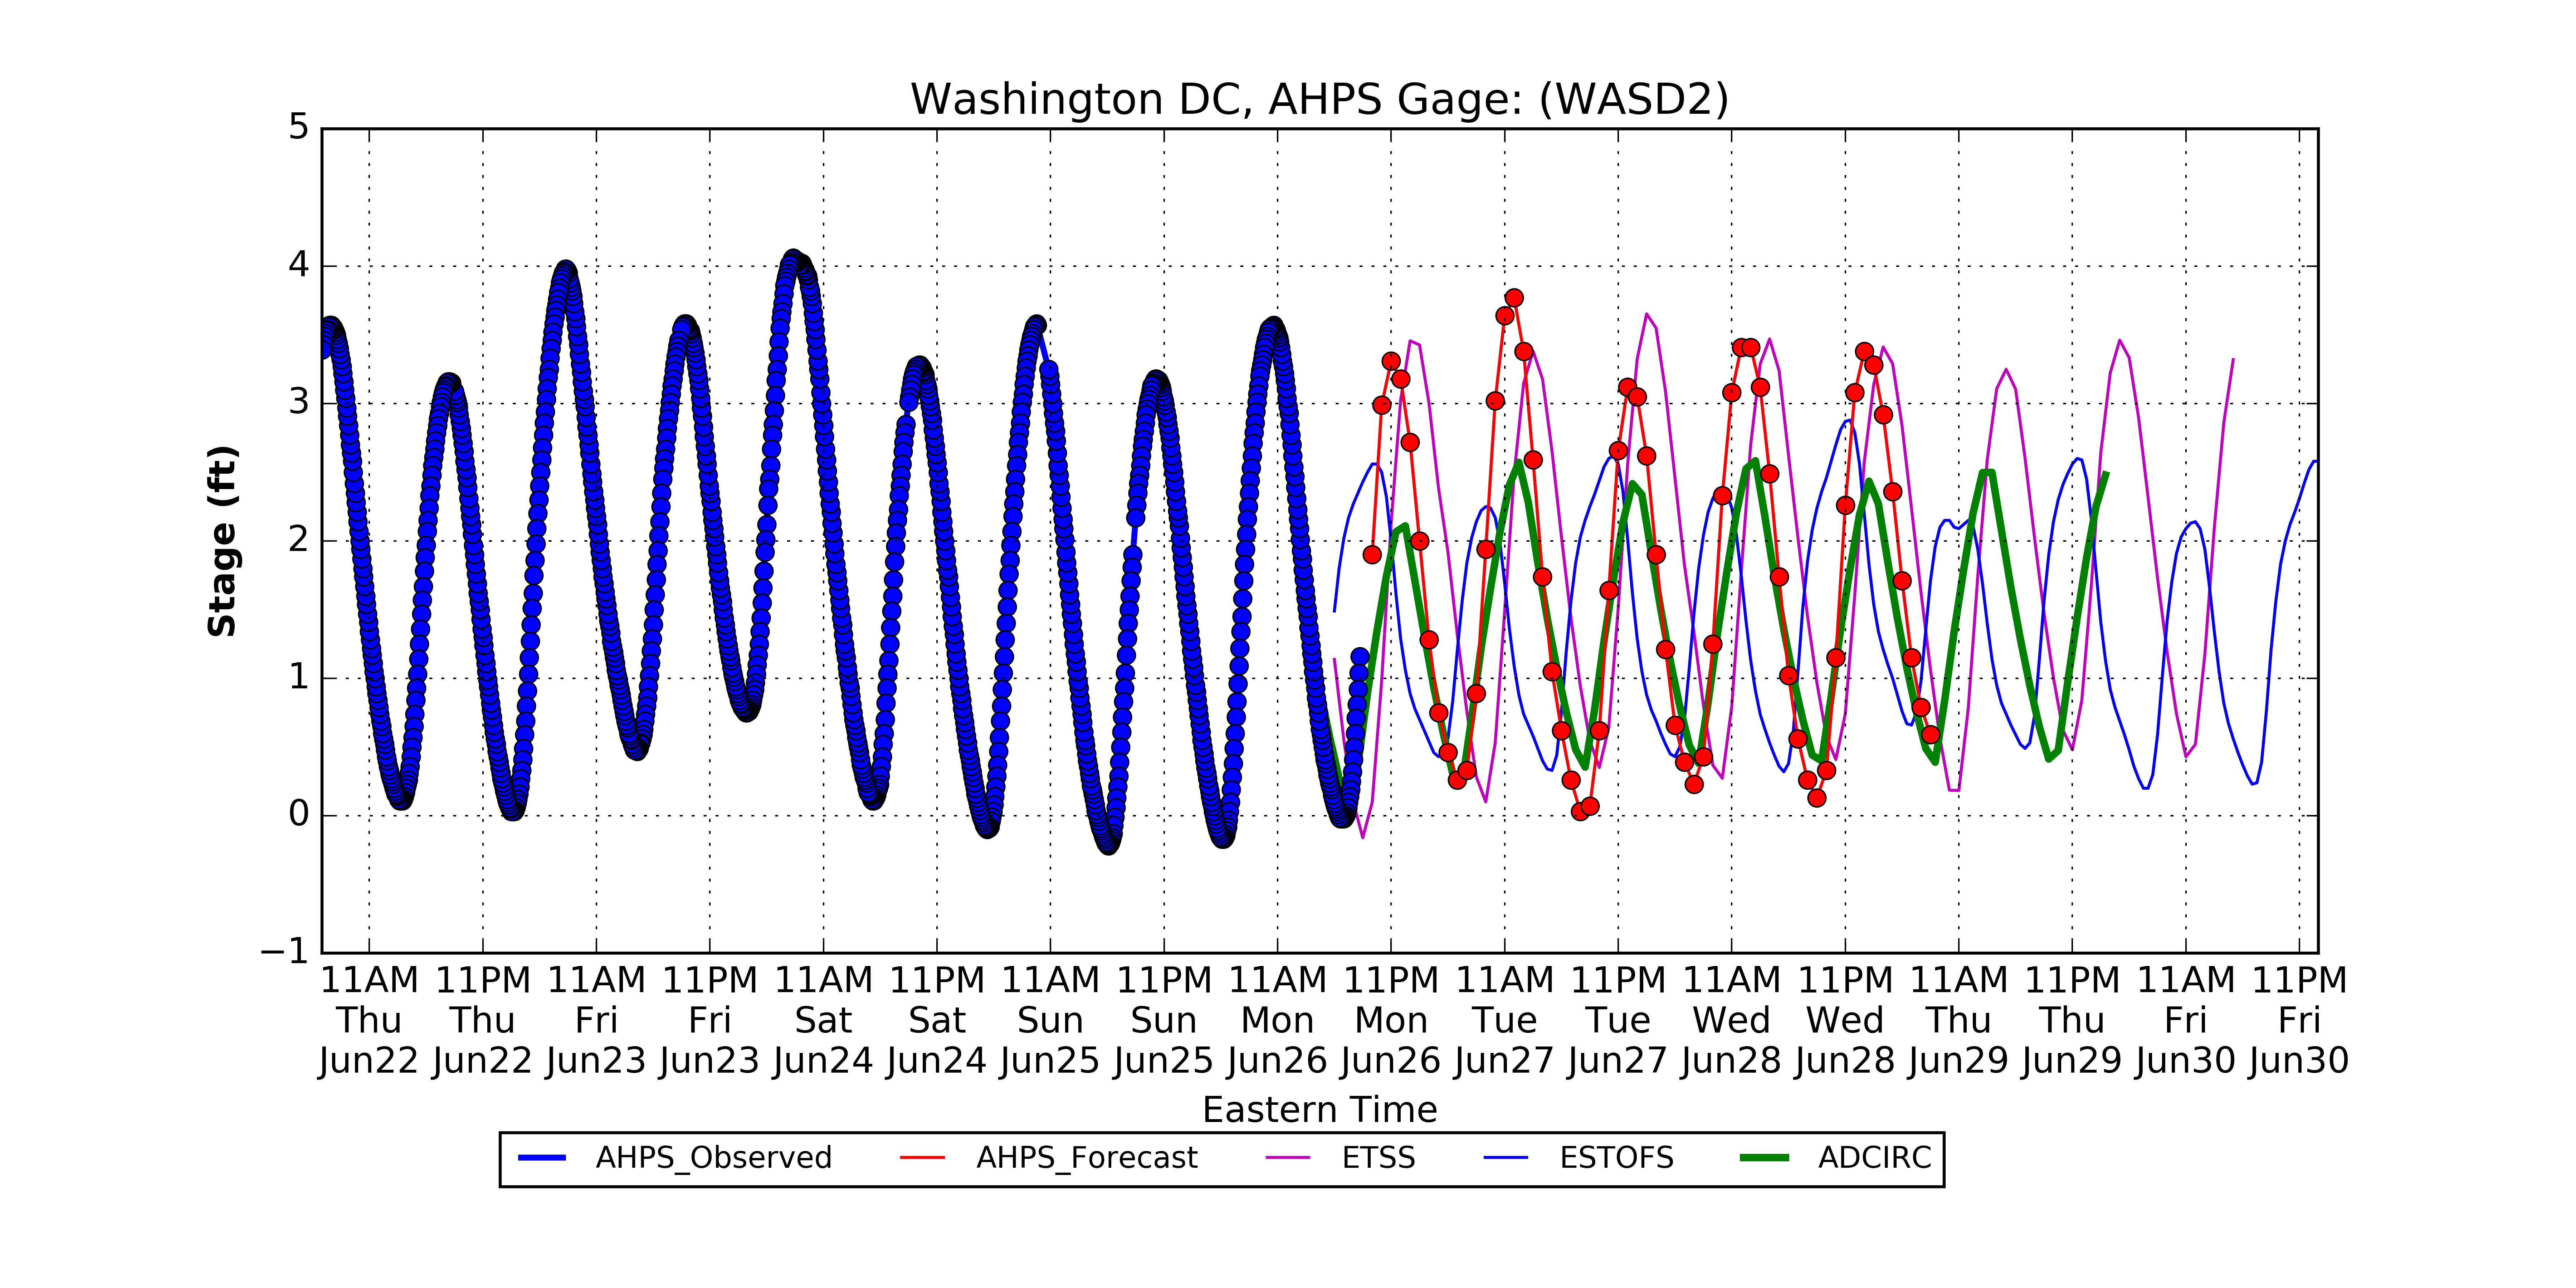 Washington DC, AHPS Gage: (WASD2)
5
4
3
2
1
0
−1
Stage (ft)
11AM 11PM 11AM 11PM 11AM 11PM 11AM 11PM 11AM 11PM 11AM 11PM 11AM 11PM 11AM 11PM 11AM 11PM
Thu Thu Fri Fri Sat Sat Sun Sun Mon Mon Tue Tue Wed Wed Thu Thu Fri Fri
Jun22 Jun22 Jun23 Jun23 Jun24 Jun24 Jun25 Jun25 Jun26 Jun26 Jun27 Jun27 Jun28 Jun28 Jun29 Jun29 Jun30 Jun30
Eastern Time
AHPS_Observed AHPS_Forecast ETSS ESTOFS ADCIRC